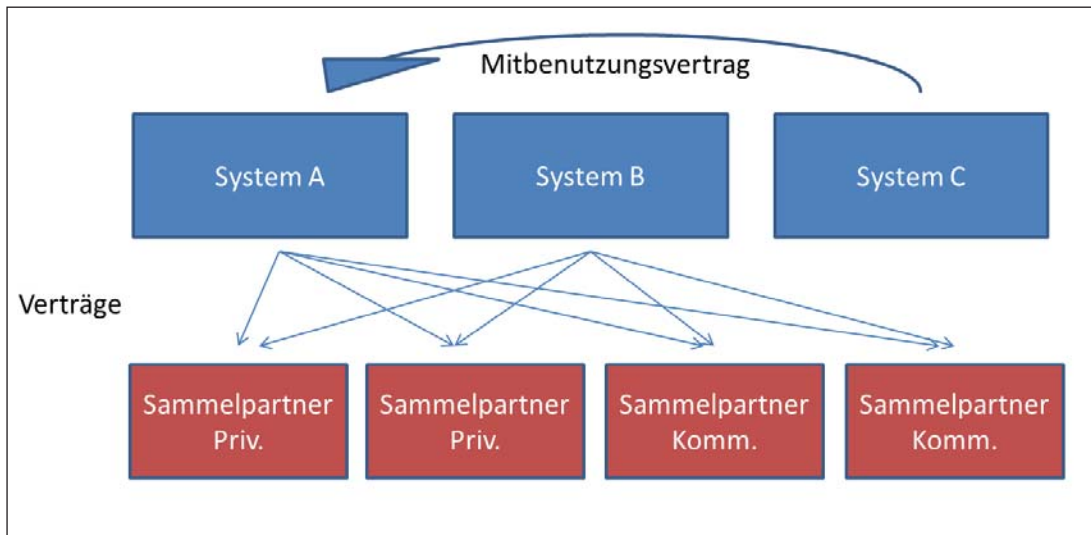 Mitbenutzungsvertrag
System A
System B
System C
Verträge
Sammelpartner
Priv.
Sammelpartner
Priv.
Sammelpartner
Komm.
Sammelpartner
Komm.